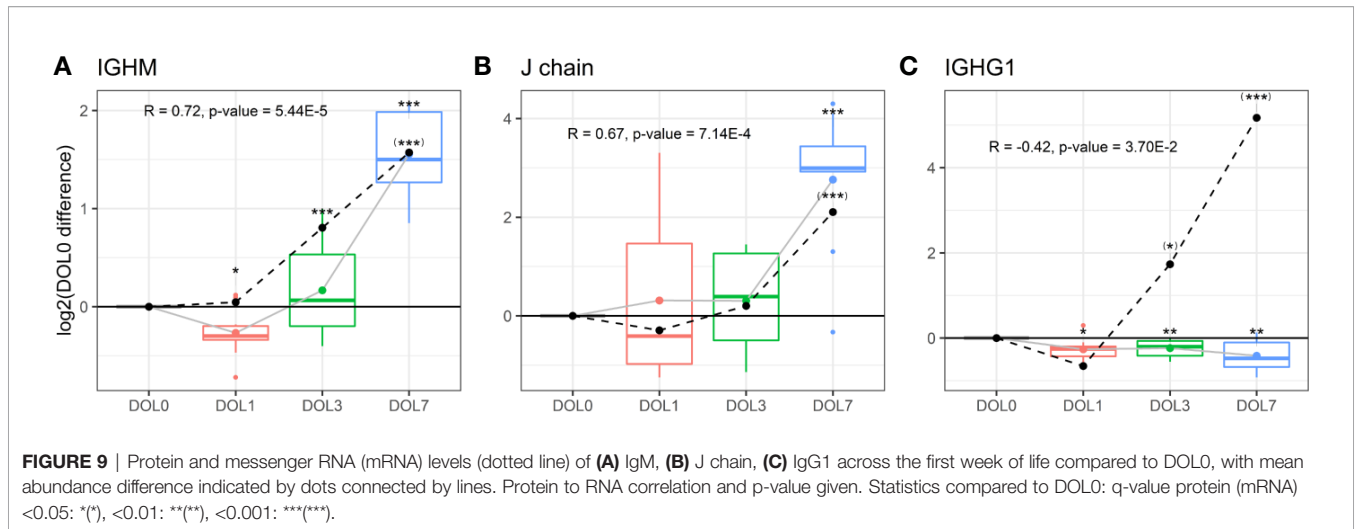 A IGHM
B J chain
C IGHG1
log2(DOL0 difference)
2
1
0
R = 0.72, p-value = 5.44E-5
*
***
***
(***)
DOL0 DOL1 DOL3 DOL7
4
2
0
R = 0.67, p-value = 7.14E-4
***
(***)
DOL0 DOL1 DOL3 DOL7
4
2
0
R = -0.42, p-value = 3.70E-2
(***)
(*)
*
**
**
DOL0 DOL1 DOL3 DOL7
FIGURE 9 | Protein and messenger RNA (mRNA) levels (dotted line) of (A) IgM, (B) J chain, (C) IgG1 across the first week of life compared to DOL0, with mean
abundance difference indicated by dots connected by lines. Protein to RNA correlation and p-value given. Statistics compared to DOL0: q-value protein (mRNA)
<0.05: *(*), <0.01: **(**), <0.001: ***(***).